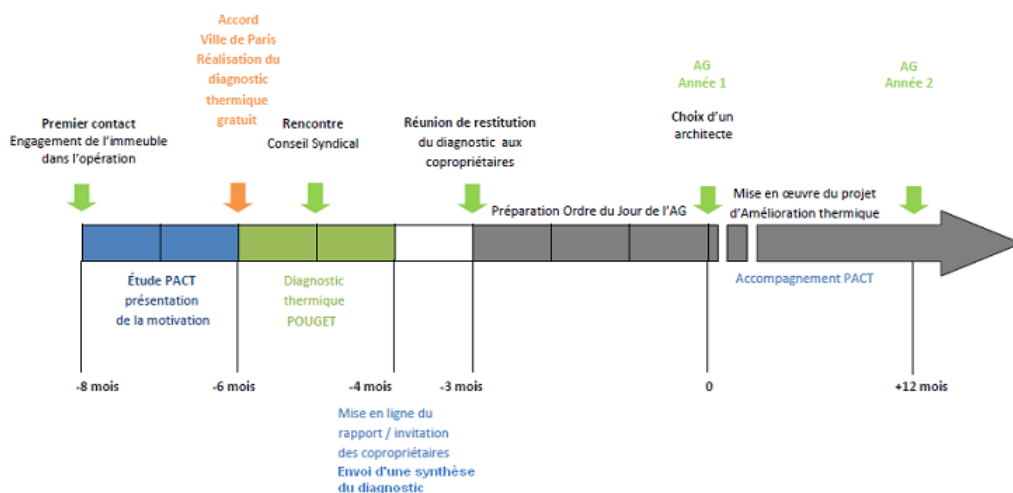 Accord
Ville de Paris
Réalisation du
diagnostic
thermique
gratuit
AG
Année 1
AG
Année 2
Premier contact
Engagement de l'immeuble
dans l'opération
Rencontre
Conseil Syndical
Réunion de restitution
du diagnostic aux
copropriétaires
Choix d'un
architecte
Préparation Ordre du Jour de l'AG
Mise en œuvre du projet
d'Amélioration thermique
Étude PACT
présentation
de la motivation
Diagnostic
thermique
POUGET
Accompagnement PACT
-8 mois
-6 mois
-4 mois
-3 mois
0
+12 mois
Mise en ligne du
rapport / invitation
des copropriétaires
Envoi d'une synthèse
du diagnostic